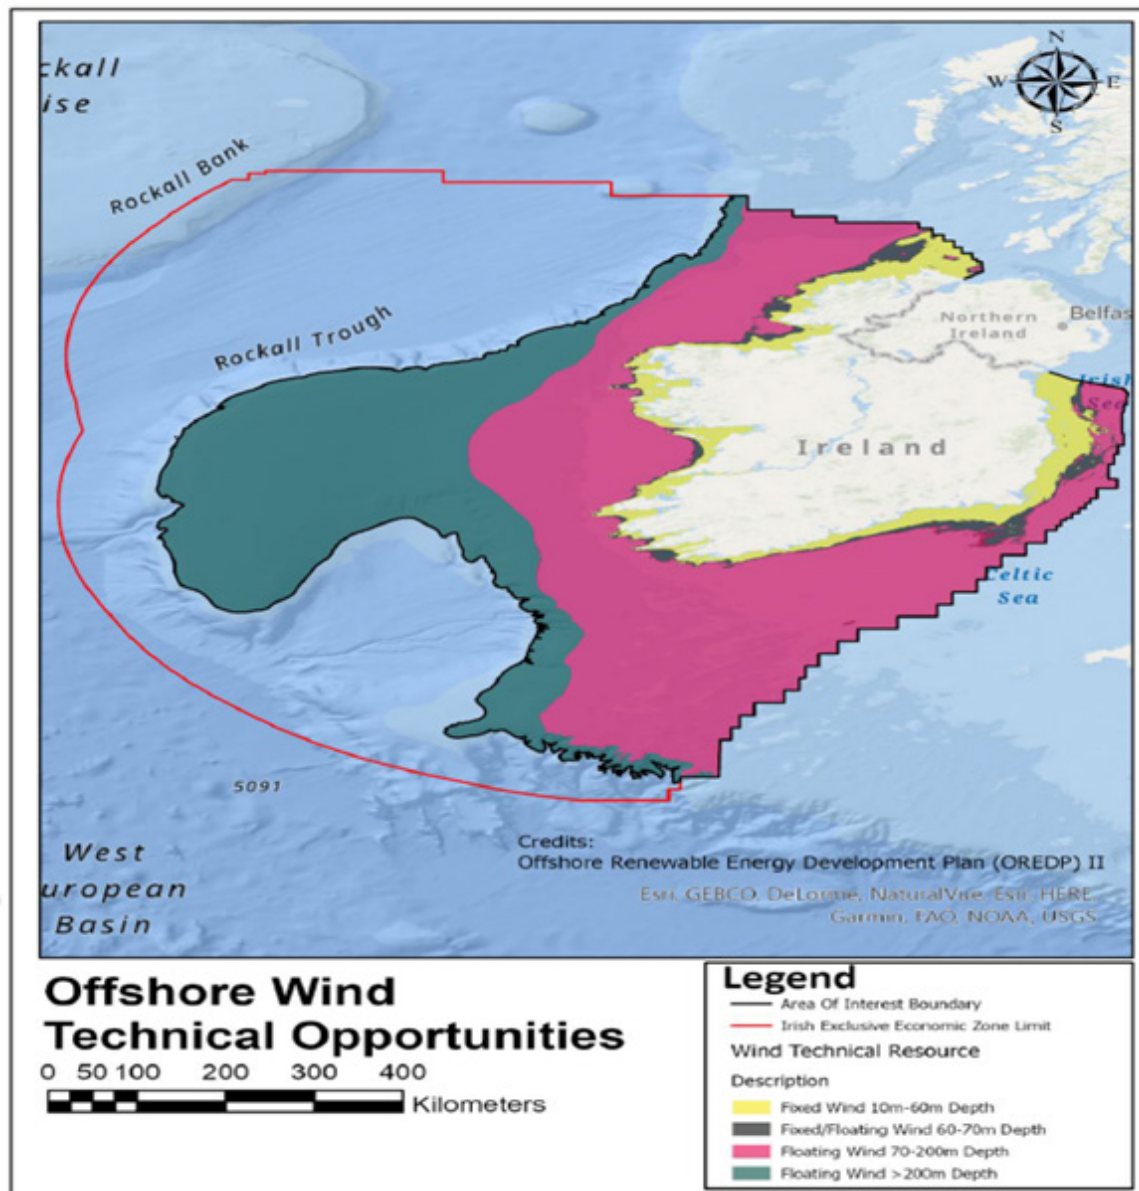 ckall
ise
N
W
E
S
Rockall Bank
Rockall Trough
Northern
Ireland
Belfas
Irish
Sea
Ireland
Celtic
Sea
5091
West
uropean
Basin
Credits:
Offshore Renewable Energy Development Plan (OREDP) II
Esri, GEBCO, DeLorme, NaturalVue, Esri, HERE,
Garmin, FAO, NOAA, USGS
Offshore Wind
Technical Opportunities
0 50 100 200 300 400
Kilometers
Legend
Area Of Interest Boundary
Irish Exclusive Economic Zone Limit
Wind Technical Resource
Description
Fixed Wind 10m-60m Depth
Fixed/Floating Wind 60-70m Depth
Floating Wind 70-200m Depth
Floating Wind >200m Depth